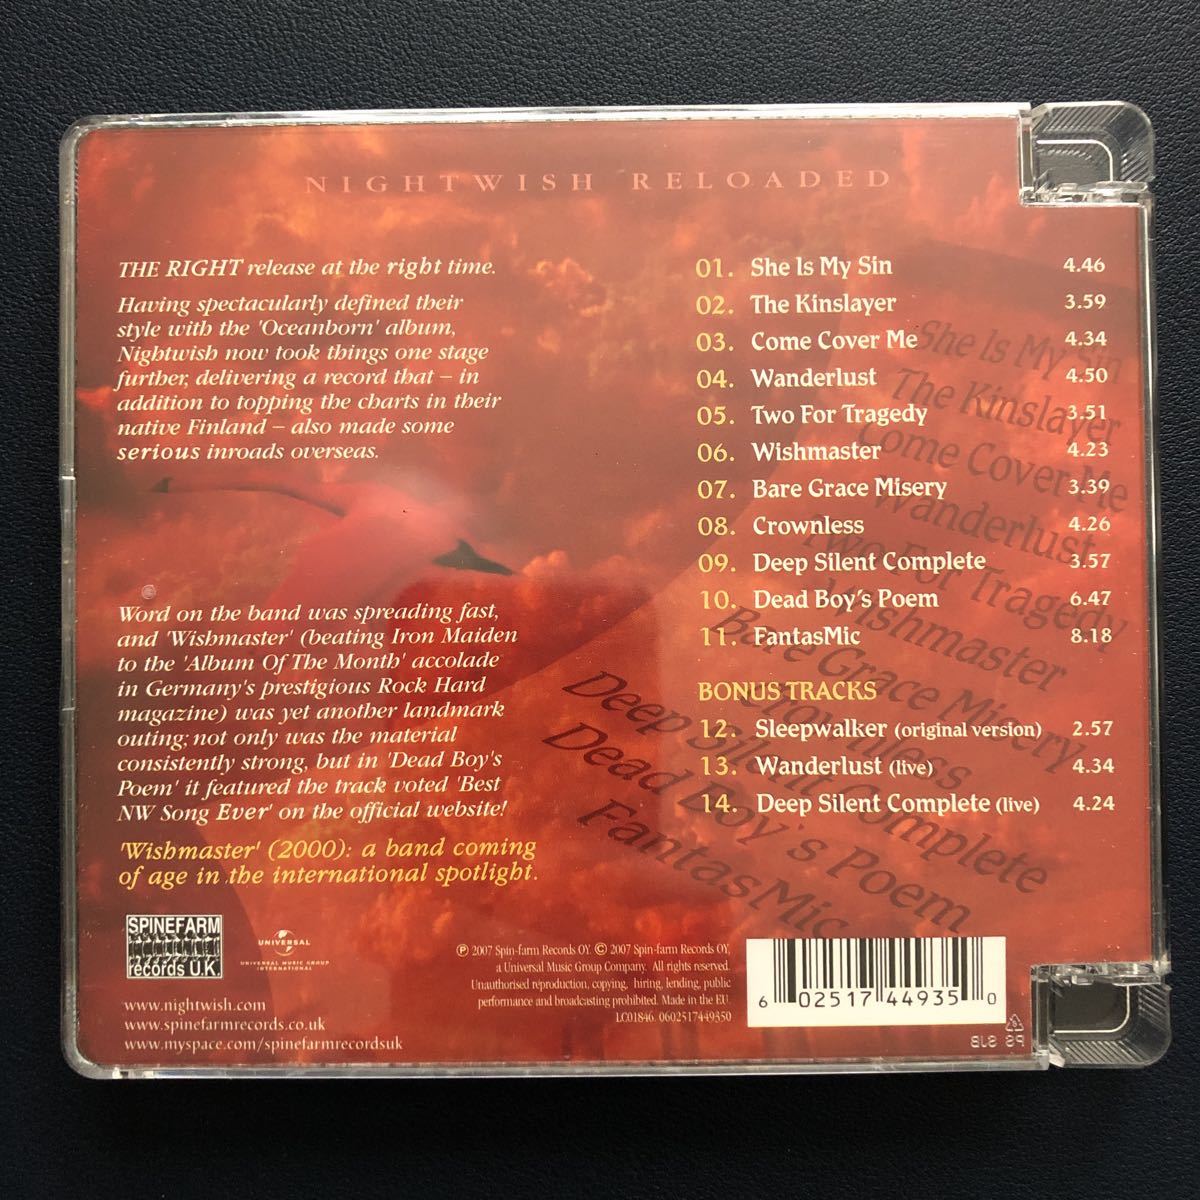 NIGHTWISH RELOADED
THE RIGHT release at the right time.
Having spectacularly defined their
style with the 'Oceanborn' album,
Nightwish now took things one stage
further, delivering a record that – in
addition to topping the charts in their
native Finland – also made some
serious inroads overseas.
Word on the band was spreading fast,
and 'Wishmaster' (beating Iron Maiden
to the 'Album Of The Month' accolade
in Germany's prestigious Rock Hard
magazine) was yet another landmark
outing; not only was the material
consistently strong, but in 'Dead Boy's
Poem' it featured the track voted 'Best
NW Song Ever' on the official website!
'Wishmaster' (2000): a band coming
of age in the international spotlight.
01. She Is My Sin 4.46
02. The Kinslayer 3.59
03. Come Cover Me 4.34
04. Wanderlust 4.50
05. Two For Tragedy 3.51
06. Wishmaster 4.23
07. Bare Grace Misery 3.39
08. Crownless 4.26
09. Deep Silent Complete 3.57
10. Dead Boy's Poem 6.47
11. FantasMic 8.18
BONUS TRACKS
12. Sleepwalker (original version) 2.57
13. Wanderlust (live) 4.34
14. Deep Silent Complete (live) 4.24
She Is My Sin
The Kinslayer
Come Cover Me
Wanderlust
Two For Tragedy
Wishmaster
Bare Grace Misery
Crownless
Deep Silent Complete
Dead Boy's Poem
FantasMic
SPINEFARM
records U.K.
UNIVERSAL
UNIVERSAL MUSIC GROUP
INTERNATIONAL
www.nightwish.com
www.spinefarmrecords.co.uk
www.myspace.com/spinefarmrecordsuk
℗ 2007 Spin-farm Records OY. © 2007 Spin-farm Records OY,
a Universal Music Group Company. All rights reserved.
Unauthorised reproduction, copying, hiring, lending, public
performance and broadcasting prohibited. Made in the EU.
LC01846. 0602517449350
6 02517 44935 0
PS SJB